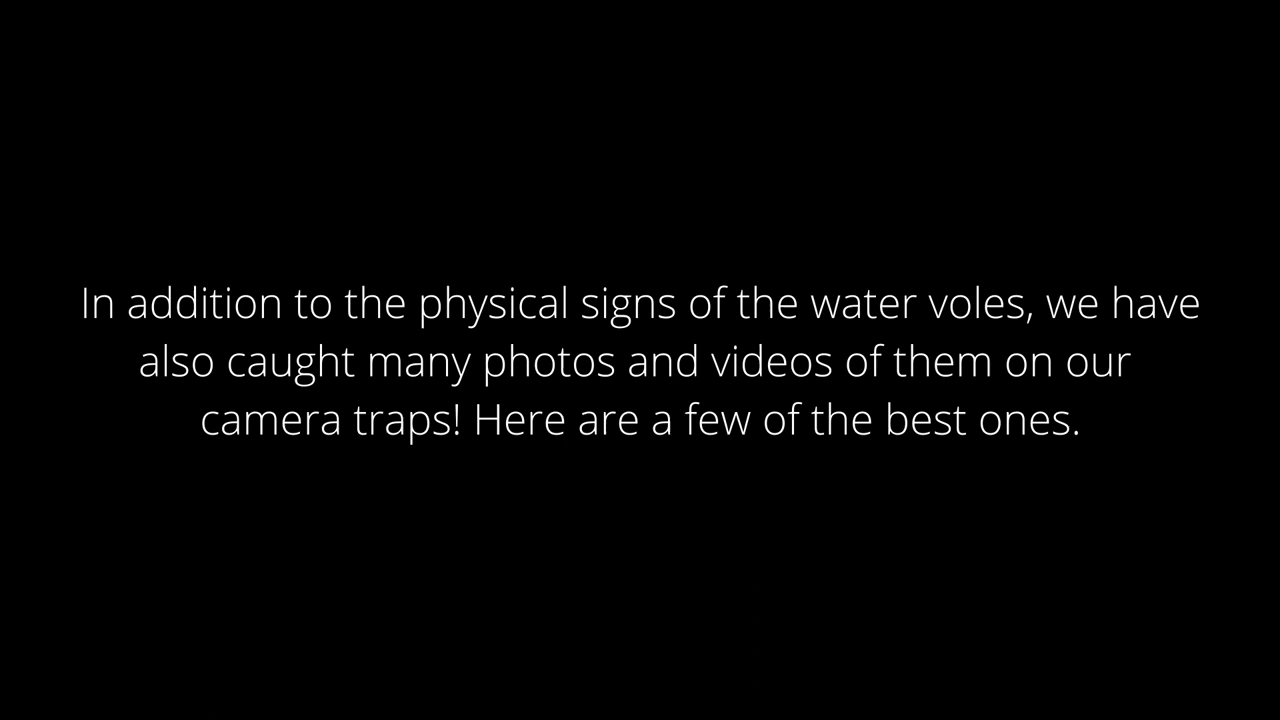 In addition to the physical signs of the water voles, we have
also caught many photos and videos of them on our
camera traps! Here are a few of the best ones.